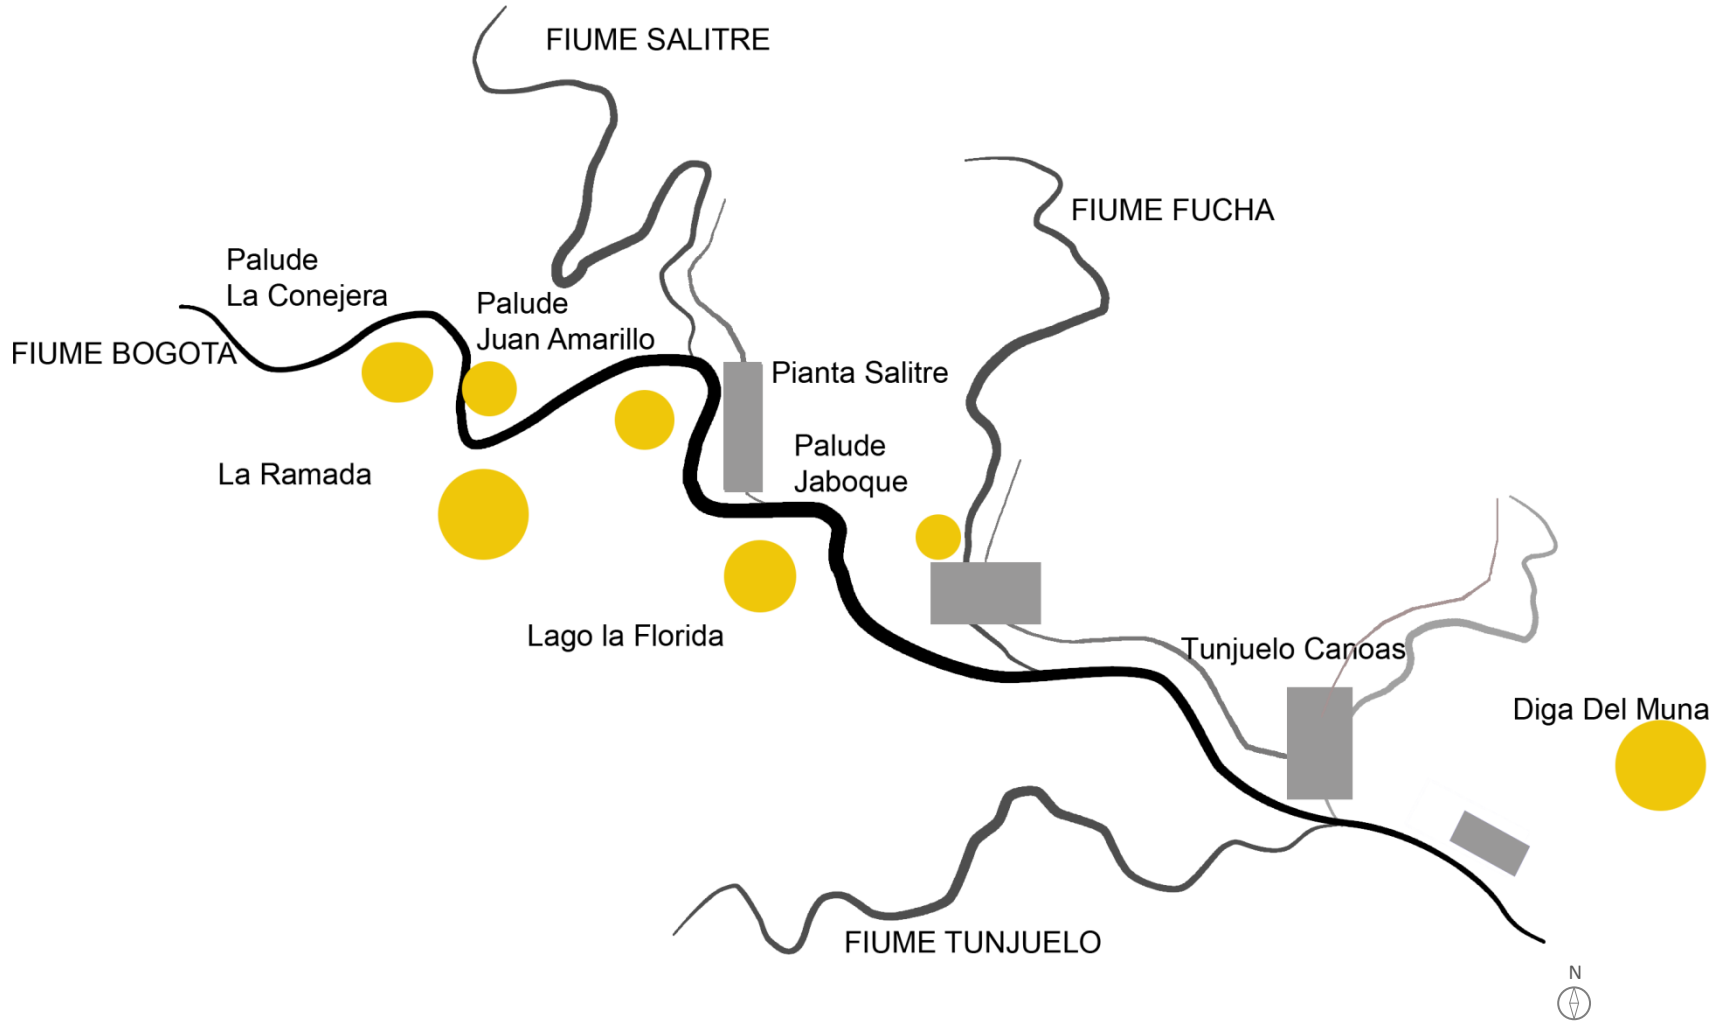 FIUME SALITRE
FIUME FUCHA
Palude
La Conejera
Palude
Juan Amarillo
FIUME BOGOTA
Pianta Salitre
Palude
Jaboque
La Ramada
Lago la Florida
Tunjuelo Canoas
Diga Del Muna
FIUME TUNJUELO
N